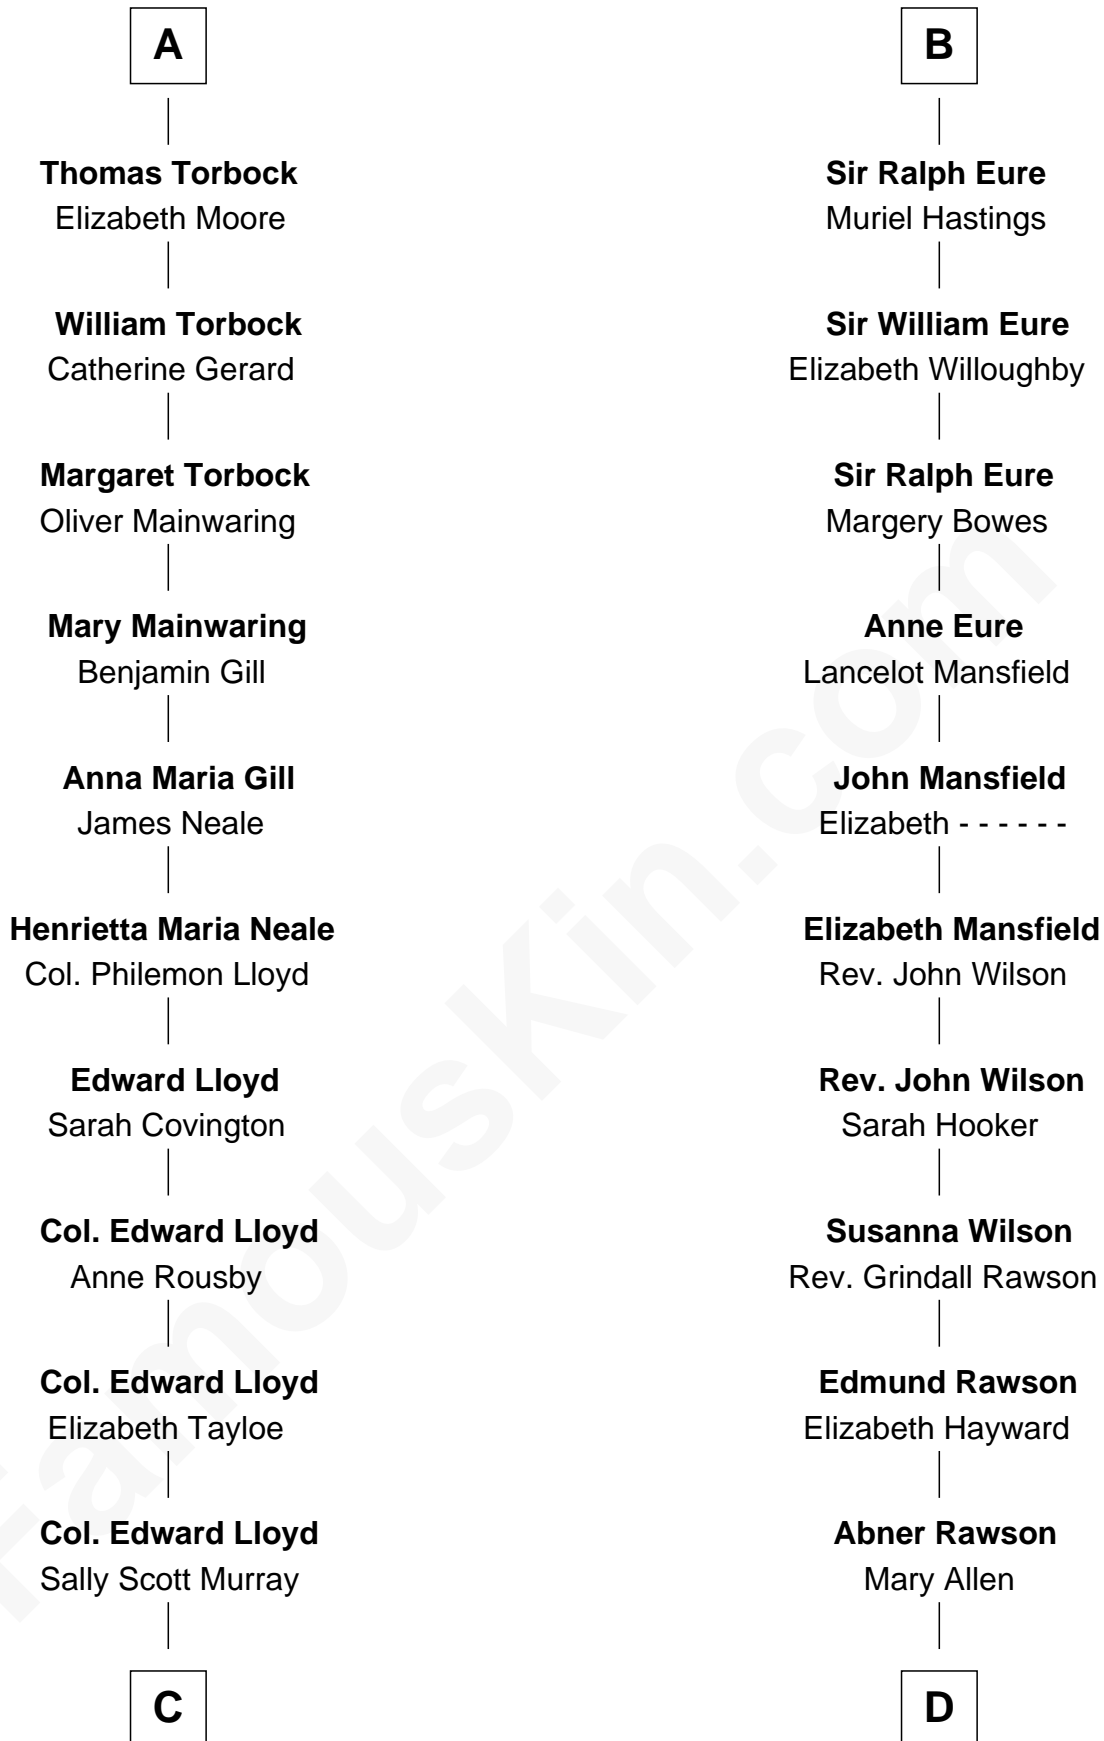 A
Thomas Torbock
Elizabeth Moore
William Torbock
Catherine Gerard
Margaret Torbock
Oliver Mainwaring
Mary Mainwaring
Benjamin Gill
Anna Maria Gill
James Neale
Henrietta Maria Neale
Col. Philemon Lloyd
Edward Lloyd
Sarah Covington
Col. Edward Lloyd
Anne Rousby
Col. Edward Lloyd
Elizabeth Tayloe
Col. Edward Lloyd
Sally Scott Murray
C
B
Sir Ralph Eure
Muriel Hastings
Sir William Eure
Elizabeth Willoughby
Sir Ralph Eure
Margery Bowes
Anne Eure
Lancelot Mansfield
John Mansfield
Elizabeth - - - - - -
Elizabeth Mansfield
Rev. John Wilson
Rev. John Wilson
Sarah Hooker
Susanna Wilson
Rev. Grindall Rawson
Edmund Rawson
Elizabeth Hayward
Abner Rawson
Mary Allen
D
FamousKin.com